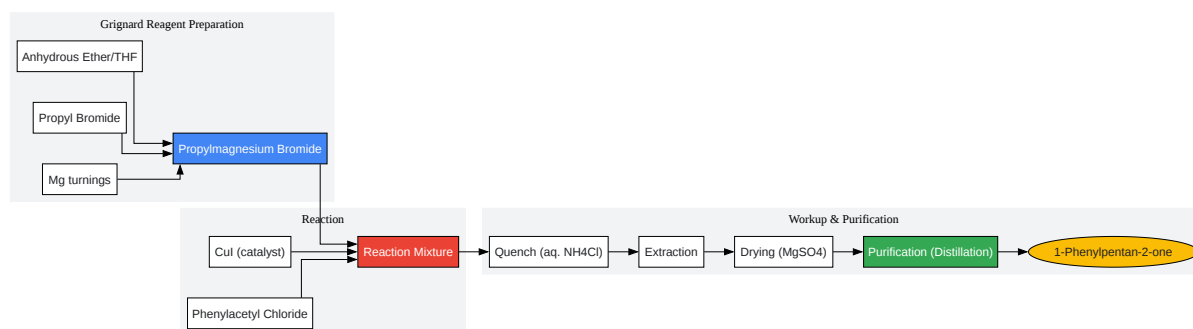 Grignard Reagent Preparation
Anhydrous Ether/THF
Propyl Bromide
Propylmagnesium Bromide
Mg turnings
Reaction
CuI (catalyst)
Reaction Mixture
Phenylacetyl Chloride
Workup & Purification
Quench (aq. NH4Cl)
Extraction
Drying (MgSO4)
Purification (Distillation)
1-Phenylpentan-2-one